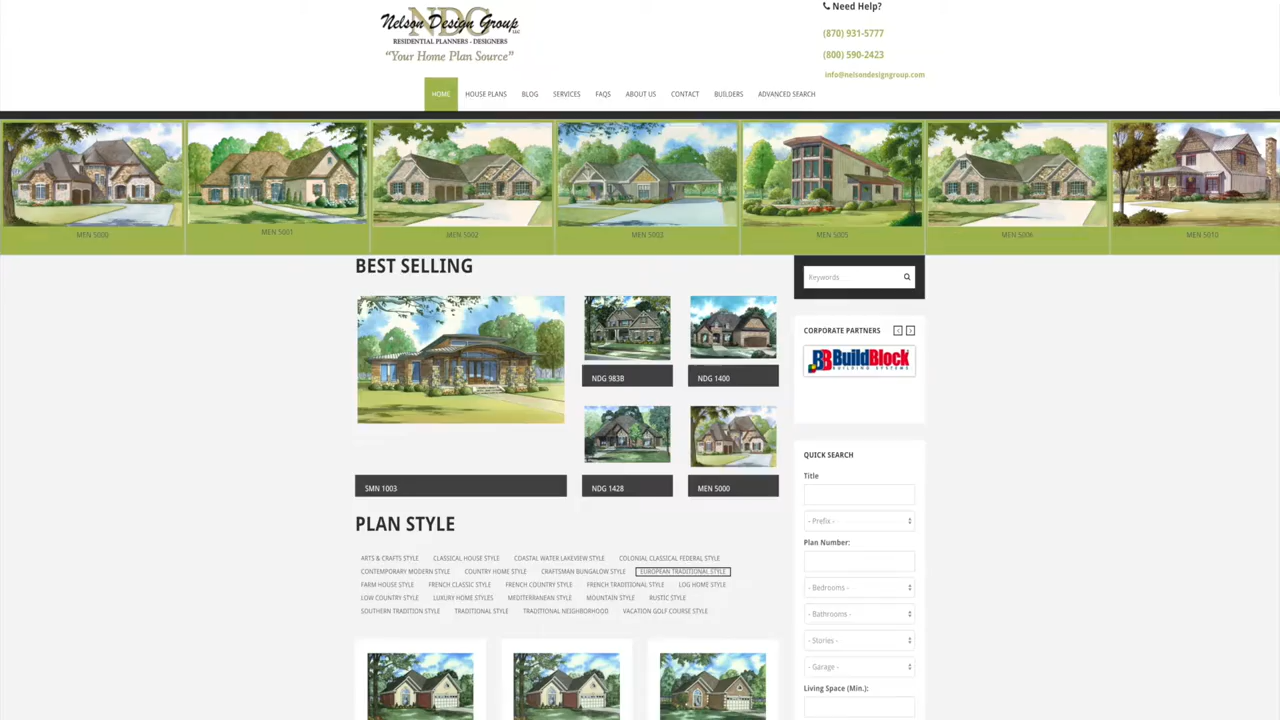 NDG
Nelson Design Group LLC
RESIDENTIAL PLANNERS - DESIGNERS
“Your Home Plan Source”
Need Help?
(870) 931-5777
(800) 590-2423
info@nelsondesigngroup.com
HOME HOUSE PLANS BLOG SERVICES FAQS ABOUT US CONTACT BUILDERS ADVANCED SEARCH
MEN 5000 MEN 5001 MEN 5002 MEN 5003 MEN 5005 MEN 5006 MEN 5010
BEST SELLING
NDG 983B NDG 1400
SMN 1003 NDG 1428 MEN 5000
PLAN STYLE
ARTS & CRAFTS STYLE CLASSICAL HOUSE STYLE COASTAL WATER LAKEVIEW STYLE COLONIAL CLASSICAL FEDERAL STYLE
CONTEMPORARY MODERN STYLE COUNTRY HOME STYLE CRAFTSMAN BUNGALOW STYLE EUROPEAN TRADITIONAL STYLE
FARM HOUSE STYLE FRENCH CLASSIC STYLE FRENCH COUNTRY STYLE FRENCH TRADITIONAL STYLE LOG HOME STYLE
LOW COUNTRY STYLE LUXURY HOME STYLES MEDITERRANEAN STYLE MOUNTAIN STYLE RUSTIC STYLE
SOUTHERN TRADITION STYLE TRADITIONAL STYLE TRADITIONAL NEIGHBORHOOD VACATION GOLF COURSE STYLE
Keywords
CORPORATE PARTNERS
BB BuildBlock
BUILDING SYSTEMS
QUICK SEARCH
Title
- Prefix -
Plan Number:
- Bedrooms -
- Bathrooms -
- Stories -
- Garage -
Living Space (Min.):